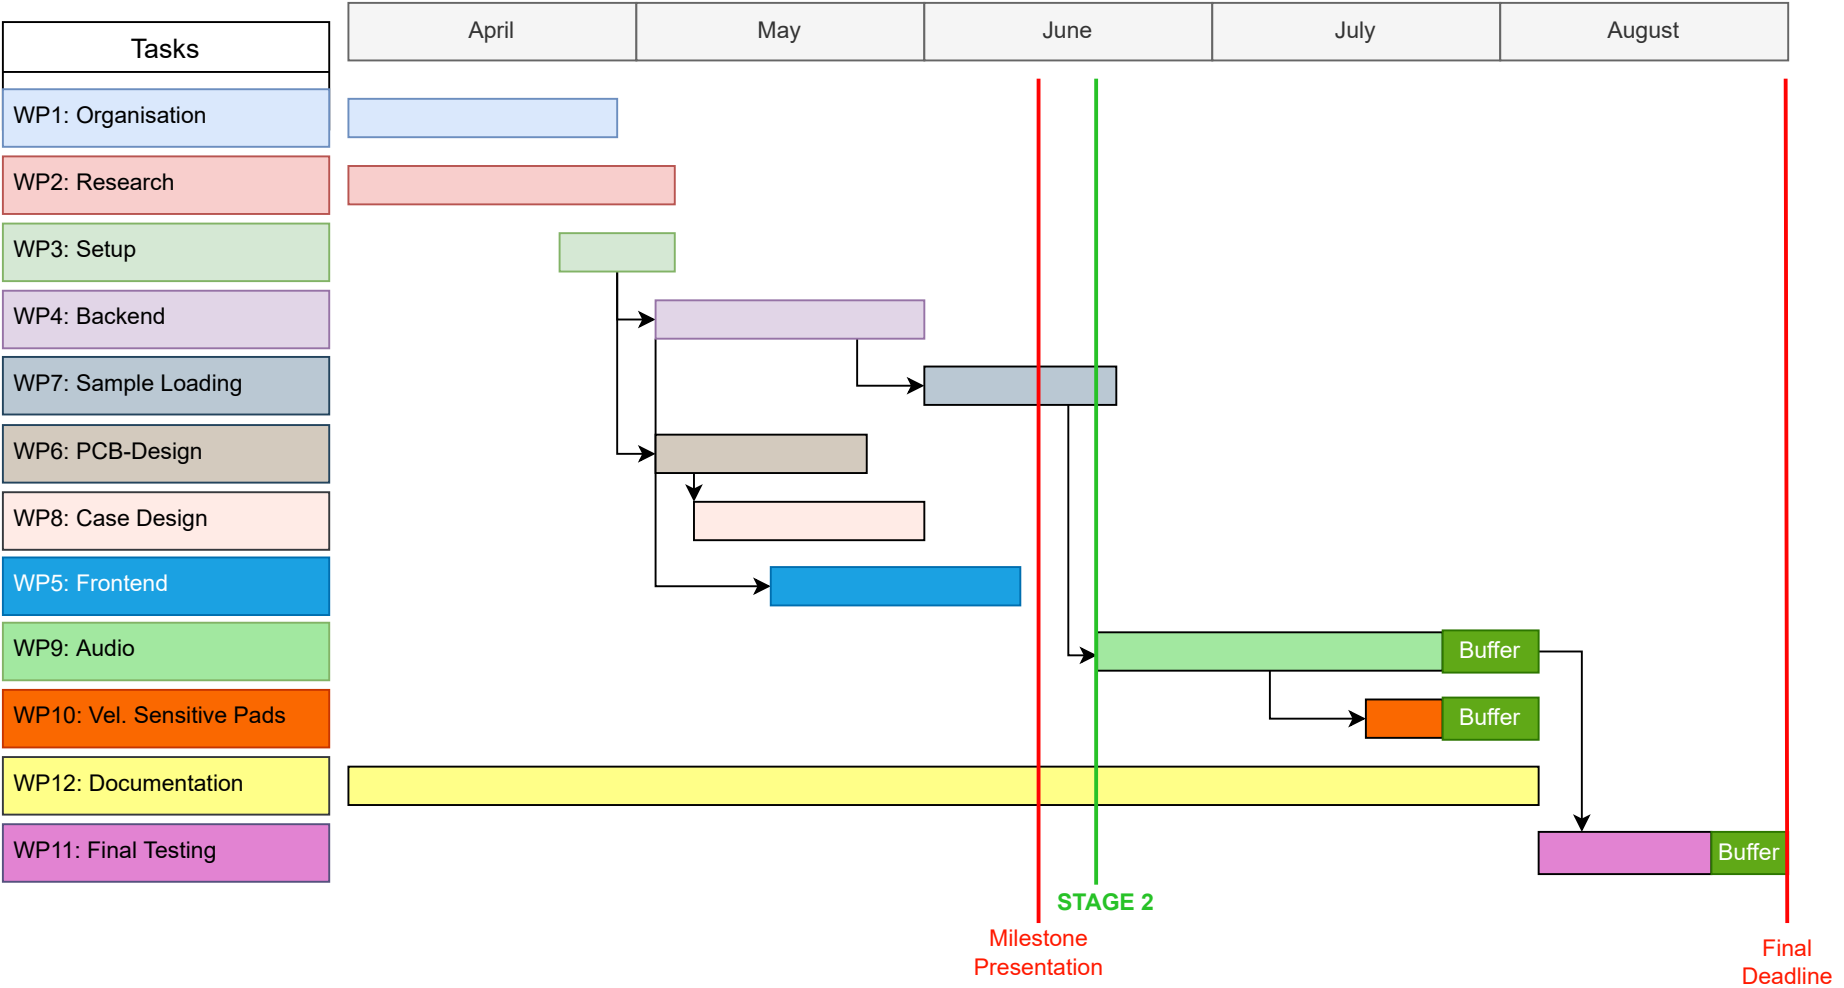 April May June July August
Tasks
WP1: Organisation
WP2: Research
WP3: Setup
WP4: Backend
WP7: Sample Loading
WP6: PCB-Design
WP8: Case Design
WP5: Frontend
WP9: Audio
Buffer
WP10: Vel. Sensitive Pads
Buffer
WP12: Documentation
WP11: Final Testing
Buffer
STAGE 2
Milestone
Presentation
Final
Deadline